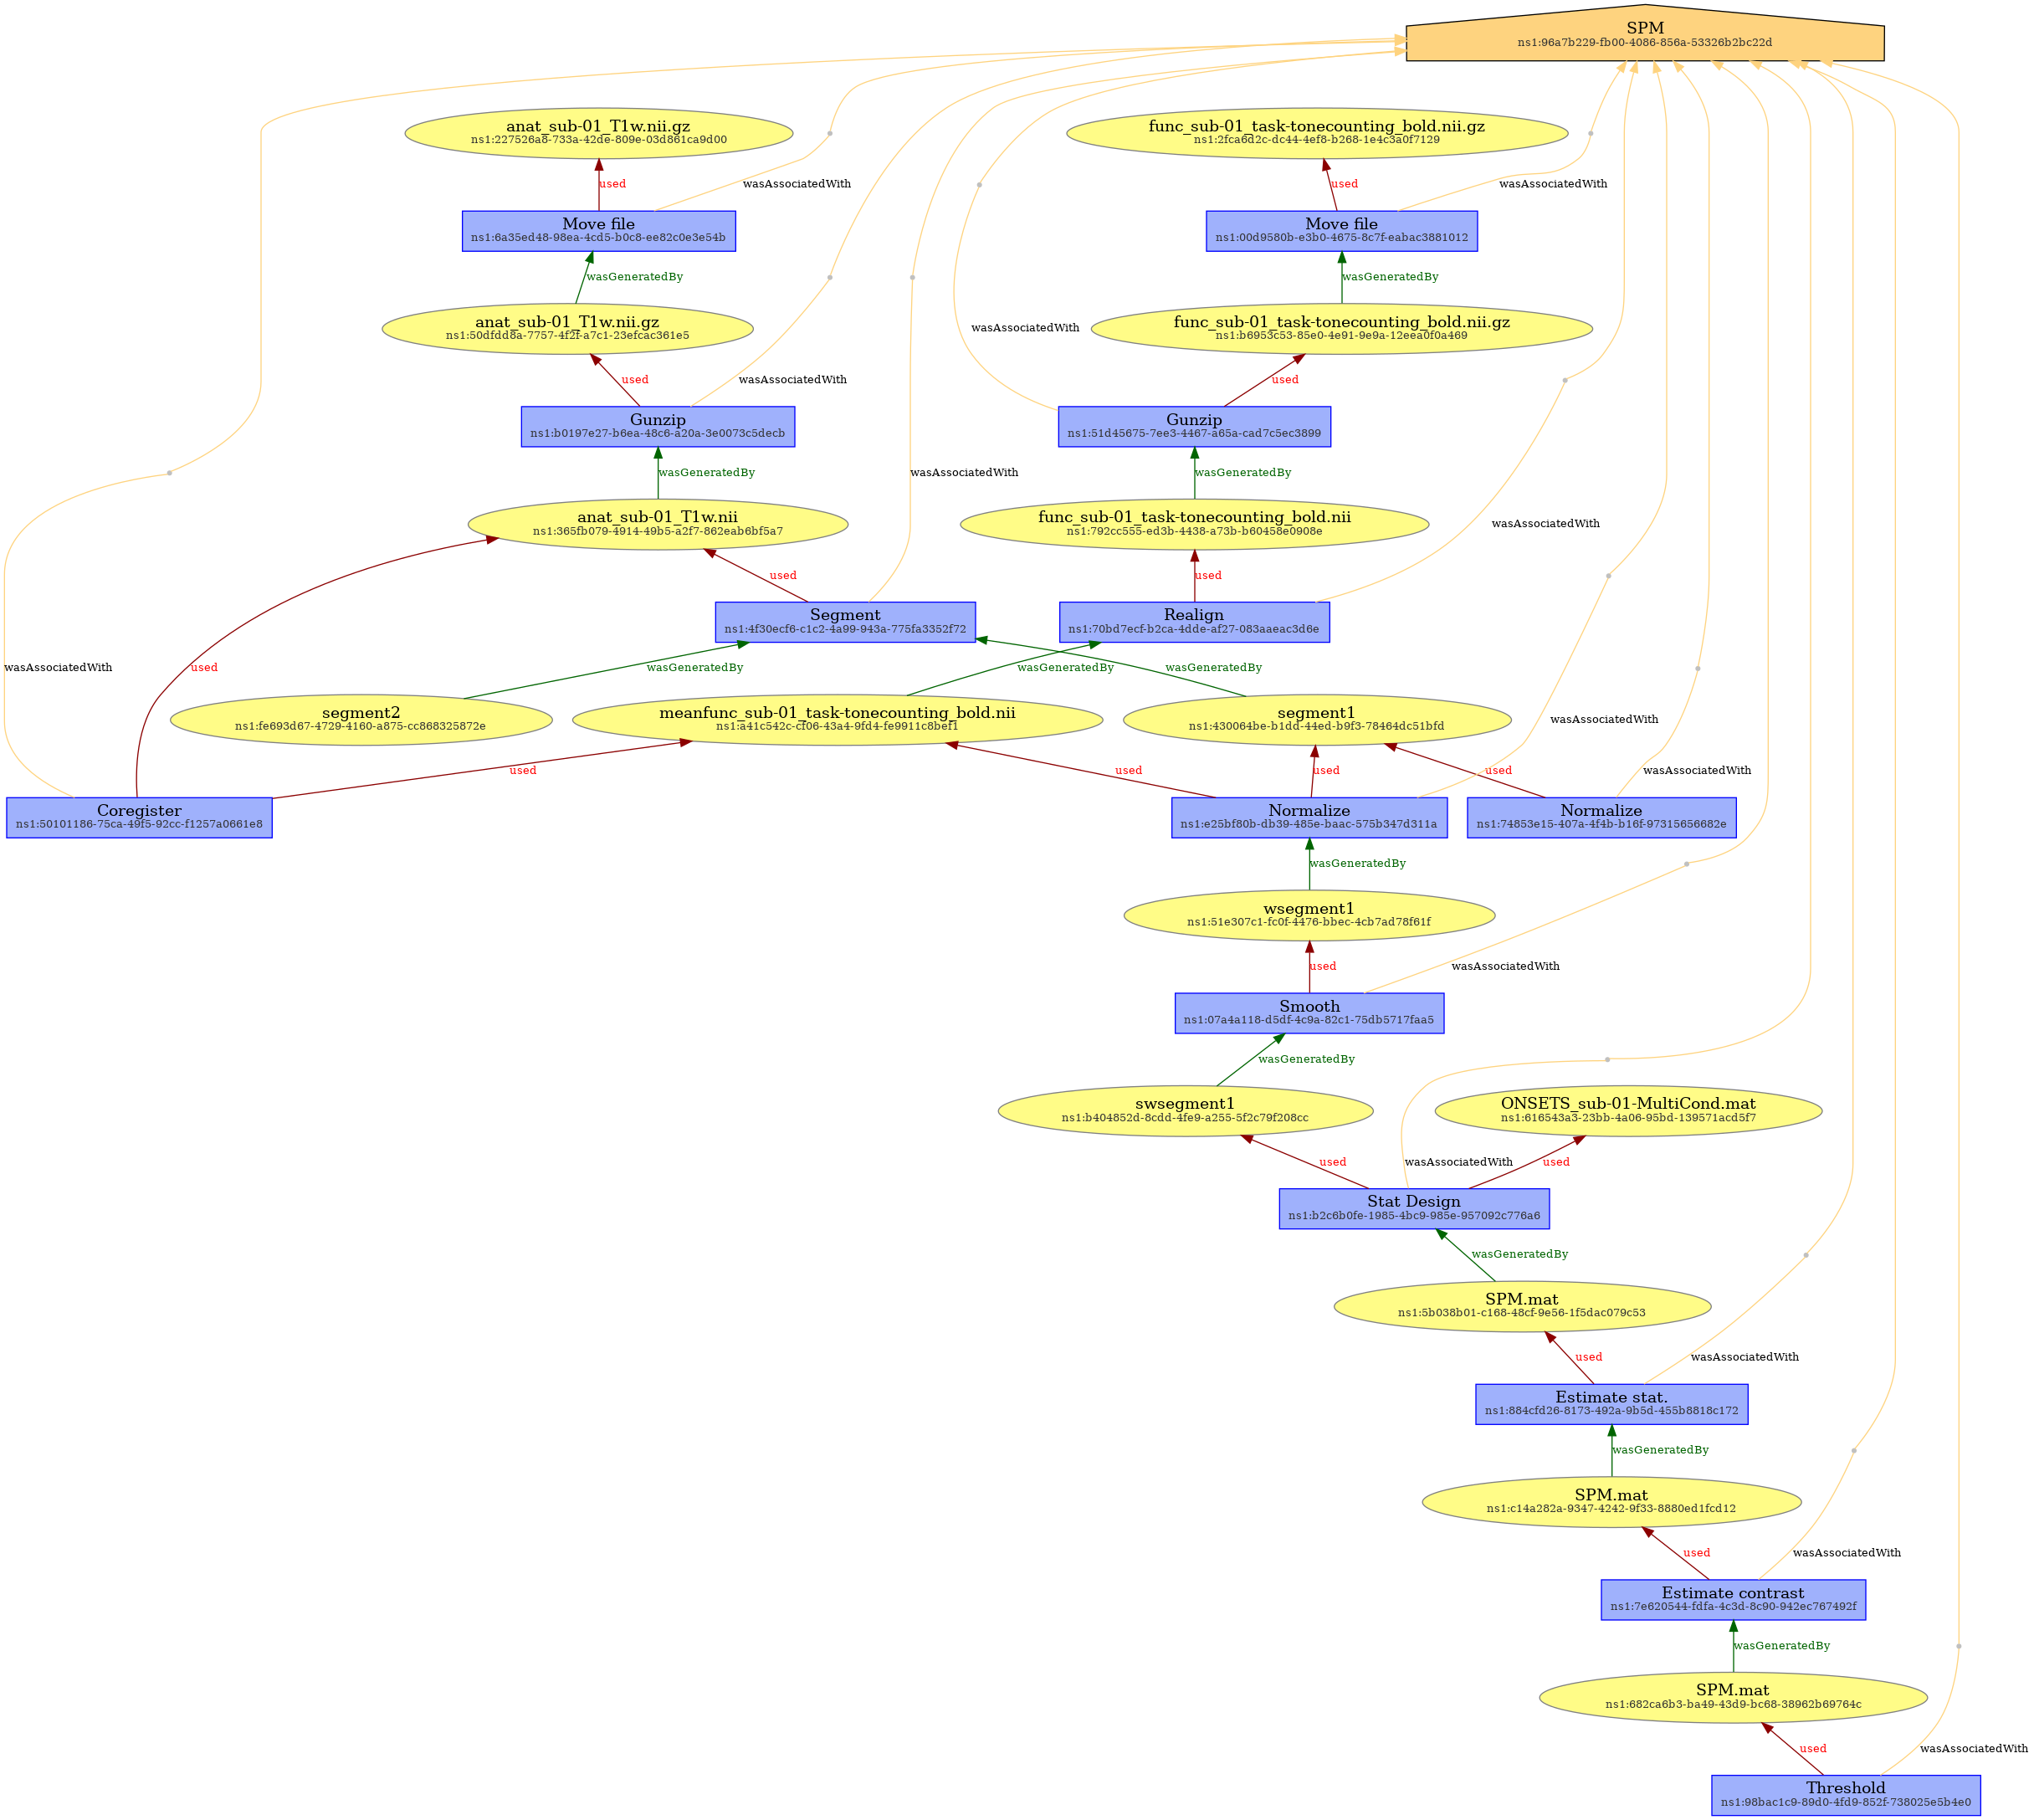 SPM
ns1:96a7b229-fb00-4086-856a-53326b2bc22d
anat_sub-01_T1w.nii.gz
ns1:227526a8-733a-42de-809e-03d861ca9d00
func_sub-01_task-tonecounting_bold.nii.gz
ns1:2fca6d2c-dc44-4ef8-b268-1e4c3a0f7129
used
wasAssociatedWith
used
wasAssociatedWith
Move file
ns1:6a35ed48-98ea-4cd5-b0c8-ee82c0e3e54b
Move file
ns1:00d9580b-e3b0-4675-8c7f-eabac3881012
wasGeneratedBy
wasGeneratedBy
anat_sub-01_T1w.nii.gz
ns1:50dfdd8a-7757-4f2f-a7c1-23efcac361e5
wasAssociatedWith
func_sub-01_task-tonecounting_bold.nii.gz
ns1:b6953c53-85e0-4e91-9e9a-12eea0f0a469
used
wasAssociatedWith
used
Gunzip
ns1:b0197e27-b6ea-48c6-a20a-3e0073c5decb
Gunzip
ns1:51d45675-7ee3-4467-a65a-cad7c5ec3899
wasGeneratedBy
wasAssociatedWith
wasGeneratedBy
anat_sub-01_T1w.nii
ns1:365fb079-4914-49b5-a2f7-862eab6bf5a7
func_sub-01_task-tonecounting_bold.nii
ns1:792cc555-ed3b-4438-a73b-b60458e0908e
wasAssociatedWith
used
used
Segment
ns1:4f30ecf6-c1c2-4a99-943a-775fa3352f72
Realign
ns1:70bd7ecf-b2ca-4dde-af27-083aaeac3d6e
wasAssociatedWith
used
wasGeneratedBy
wasGeneratedBy
wasGeneratedBy
segment2
ns1:fe693d67-4729-4160-a875-cc868325872e
meanfunc_sub-01_task-tonecounting_bold.nii
ns1:a41c542c-cf06-43a4-9fd4-fe9911c8bef1
segment1
ns1:430064be-b1dd-44ed-b9f3-78464dc51bfd
wasAssociatedWith
used
used
used
used
wasAssociatedWith
Coregister
ns1:50101186-75ca-49f5-92cc-f1257a0661e8
Normalize
ns1:e25bf80b-db39-485e-baac-575b347d311a
Normalize
ns1:74853e15-407a-4f4b-b16f-97315656682e
wasGeneratedBy
wsegment1
ns1:51e307c1-fc0f-4476-bbec-4cb7ad78f61f
used
wasAssociatedWith
Smooth
ns1:07a4a118-d5df-4c9a-82c1-75db5717faa5
wasGeneratedBy
swsegment1
ns1:b404852d-8cdd-4fe9-a255-5f2c79f208cc
ONSETS_sub-01-MultiCond.mat
ns1:616543a3-23bb-4a06-95bd-139571acd5f7
used
wasAssociatedWith
used
Stat Design
ns1:b2c6b0fe-1985-4bc9-985e-957092c776a6
wasGeneratedBy
SPM.mat
ns1:5b038b01-c168-48cf-9e56-1f5dac079c53
used
wasAssociatedWith
Estimate stat.
ns1:884cfd26-8173-492a-9b5d-455b8818c172
wasGeneratedBy
SPM.mat
ns1:c14a282a-9347-4242-9f33-8880ed1fcd12
used
wasAssociatedWith
Estimate contrast
ns1:7e620544-fdfa-4c3d-8c90-942ec767492f
wasGeneratedBy
SPM.mat
ns1:682ca6b3-ba49-43d9-bc68-38962b69764c
used
wasAssociatedWith
Threshold
ns1:98bac1c9-89d0-4fd9-852f-738025e5b4e0